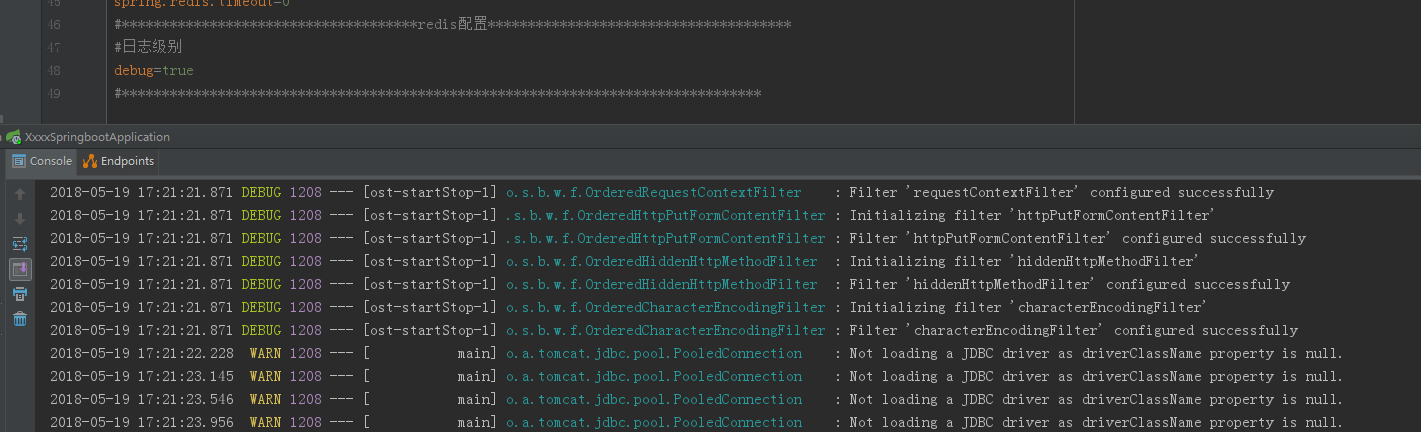 45 spring.redis.timeout=0
46 #*************************************redis配置**************************************
47 #日志级别
48 debug=true
49 #********************************************************************************
XxxxSpringbootApplication
Console Endpoints
2018-05-19 17:21:21.871 DEBUG 1208 --- [ost-startStop-1] o.s.b.w.f.OrderedRequestContextFilter    : Filter 'requestContextFilter' configured successfully
2018-05-19 17:21:21.871 DEBUG 1208 --- [ost-startStop-1] .s.b.w.f.OrderedHttpPutFormContentFilter : Initializing filter 'httpPutFormContentFilter'
2018-05-19 17:21:21.871 DEBUG 1208 --- [ost-startStop-1] .s.b.w.f.OrderedHttpPutFormContentFilter : Filter 'httpPutFormContentFilter' configured successfully
2018-05-19 17:21:21.871 DEBUG 1208 --- [ost-startStop-1] o.s.b.w.f.OrderedHiddenHttpMethodFilter  : Initializing filter 'hiddenHttpMethodFilter'
2018-05-19 17:21:21.871 DEBUG 1208 --- [ost-startStop-1] o.s.b.w.f.OrderedHiddenHttpMethodFilter  : Filter 'hiddenHttpMethodFilter' configured successfully
2018-05-19 17:21:21.871 DEBUG 1208 --- [ost-startStop-1] o.s.b.w.f.OrderedCharacterEncodingFilter : Initializing filter 'characterEncodingFilter'
2018-05-19 17:21:21.871 DEBUG 1208 --- [ost-startStop-1] o.s.b.w.f.OrderedCharacterEncodingFilter : Filter 'characterEncodingFilter' configured successfully
2018-05-19 17:21:22.228  WARN 1208 --- [           main] o.a.tomcat.jdbc.pool.PooledConnection    : Not loading a JDBC driver as driverClassName property is null.
2018-05-19 17:21:23.145  WARN 1208 --- [           main] o.a.tomcat.jdbc.pool.PooledConnection    : Not loading a JDBC driver as driverClassName property is null.
2018-05-19 17:21:23.546  WARN 1208 --- [           main] o.a.tomcat.jdbc.pool.PooledConnection    : Not loading a JDBC driver as driverClassName property is null.
2018-05-19 17:21:23.956  WARN 1208 --- [           main] o.a.tomcat.jdbc.pool.PooledConnection    : Not loading a JDBC driver as driverClassName property is null.